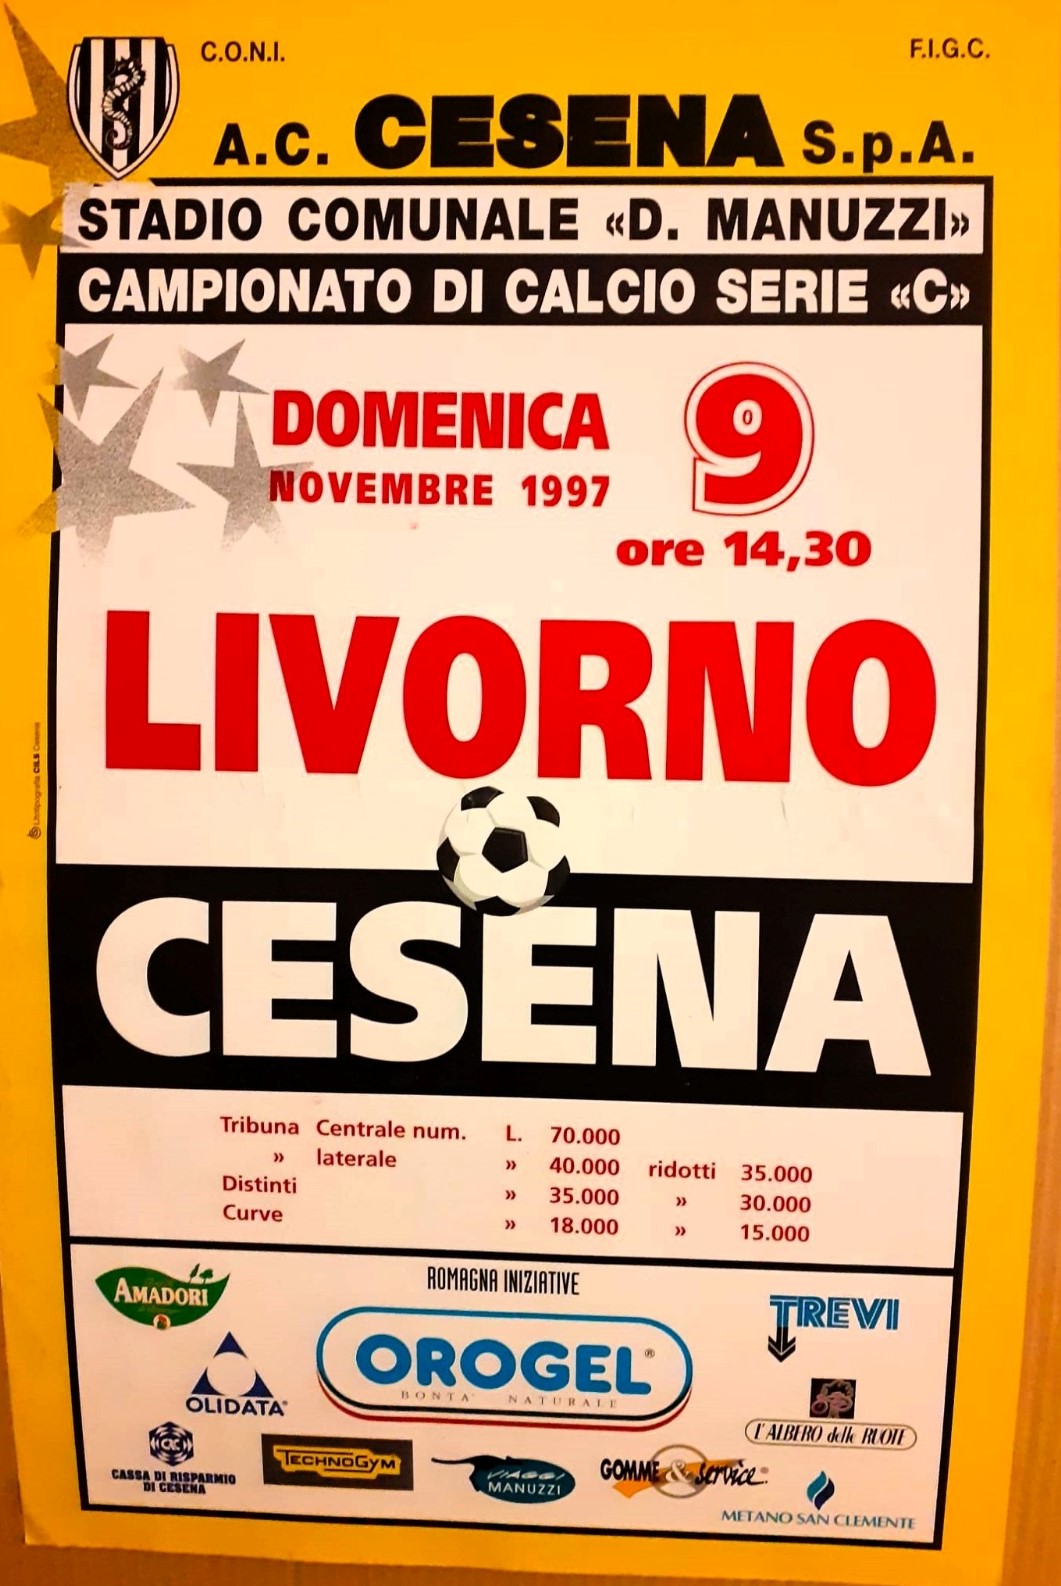 C.O.N.I.
F.I.G.C.
A.C. CESENA S.p.A.
STADIO COMUNALE «D. MANUZZI»
CAMPIONATO DI CALCIO SERIE «C»
DOMENICA 9
NOVEMBRE 1997
ore 14,30
LIVORNO
CESENA
Tribuna Centrale num. L. 70.000
» laterale » 40.000 ridotti 35.000
Distinti » 35.000 » 30.000
Curve » 18.000 » 15.000
ROMAGNA INIZIATIVE
AMADORI
OROGEL®
BONTA' NATURALE
TREVI
OLIDATA®
L'ALBERO delle RUOTE
CASSA DI RISPARMIO
DI CESENA
TECHNOGYM
VIAGGI
MANUZZI
GOMME & service
METANO SAN CLEMENTE
Litotipografia CILS Cesena